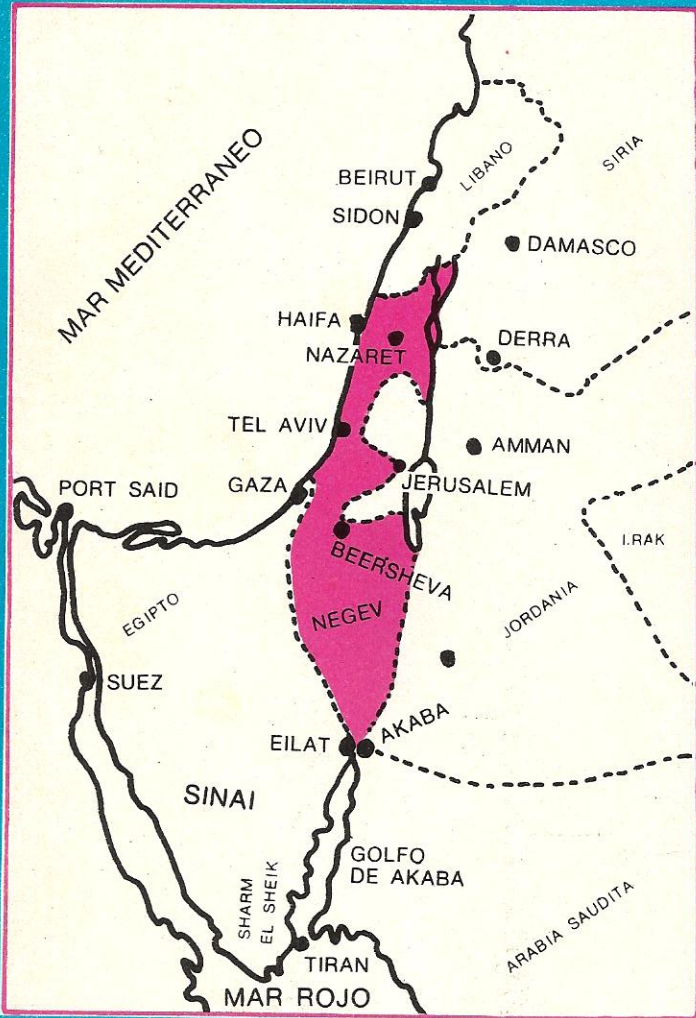 MAR MEDITERRANEO
BEIRUT
LIBANO
SIRIA
SIDON
DAMASCO
HAIFA
NAZARET
DERRA
TEL AVIV
AMMAN
PORT SAID
GAZA
JERUSALEM
I.RAK
BEERSHEVA
EGIPTO
NEGEV
JORDANIA
SUEZ
EILAT
AKABA
SINAI
SHARM
EL SHEIK
GOLFO
DE AKABA
ARABIA SAUDITA
TIRAN
MAR ROJO